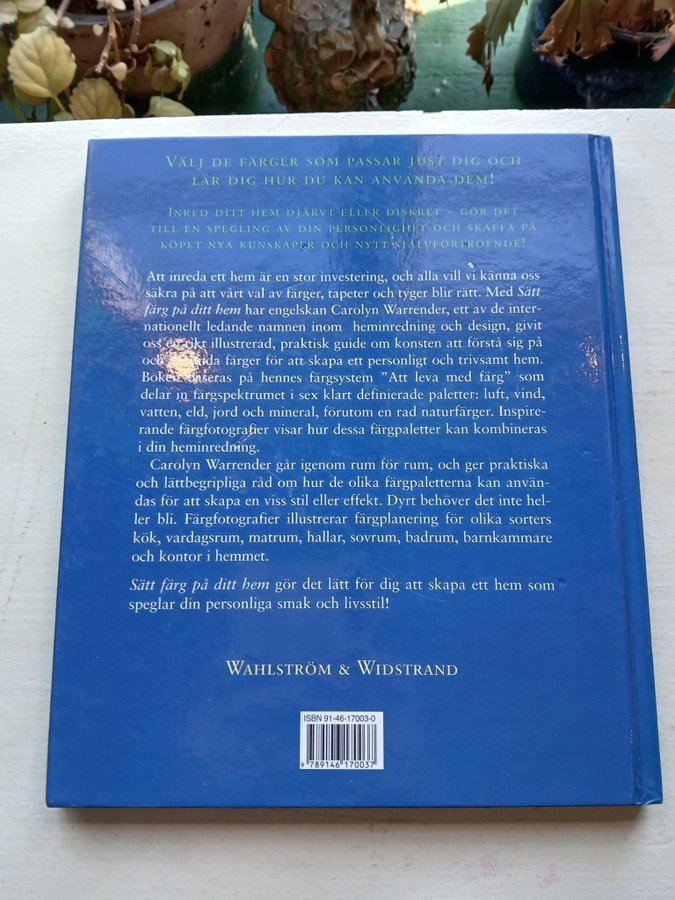 VÄLJ DE FÄRGER SOM PASSAR JUST DIG OCH
LÄR DIG HUR DU KAN ANVÄNDA DEM!
INRED DITT HEM DJÄRVT ELLER DISKRET – GÖR DET
TILL EN SPEGLING AV DIN PERSONLIGHET OCH SKAFFA PÅ
KÖPET NYA KUNSKAPER OCH NYTT SJÄLVFÖRTROENDE!
Att inreda ett hem är en stor investering, och alla vill vi känna oss
säkra på att vårt val av färger, tapeter och tyger blir rätt. Med Sätt
färg på ditt hem har engelskan Carolyn Warrender, ett av de inter-
nationellt ledande namnen inom heminredning och design, givit
oss en rikt illustrerad, praktisk guide om konsten att förstå sig på
och använda färger för att skapa ett personligt och trivsamt hem.
Boken baseras på hennes färgsystem "Att leva med färg" som
delar in färgspektrumet i sex klart definierade paletter: luft, vind,
vatten, eld, jord och mineral, förutom en rad naturfärger. Inspire-
rande färgfotografier visar hur dessa färgpaletter kan kombineras
i din heminredning.
Carolyn Warrender går igenom rum för rum, och ger praktiska
och lättbegripliga råd om hur de olika färgpaletterna kan använ-
das för att skapa en viss stil eller effekt. Dyrt behöver det inte hel-
ler bli. Färgfotografier illustrerar färgplanering för olika sorters
kök, vardagsrum, matrum, hallar, sovrum, badrum, barnkammare
och kontor i hemmet.
Sätt färg på ditt hem gör det lätt för dig att skapa ett hem som
speglar din personliga smak och livsstil!
WAHLSTRÖM & WIDSTRAND
ISBN 91-46-17003-0
9 789146 170037